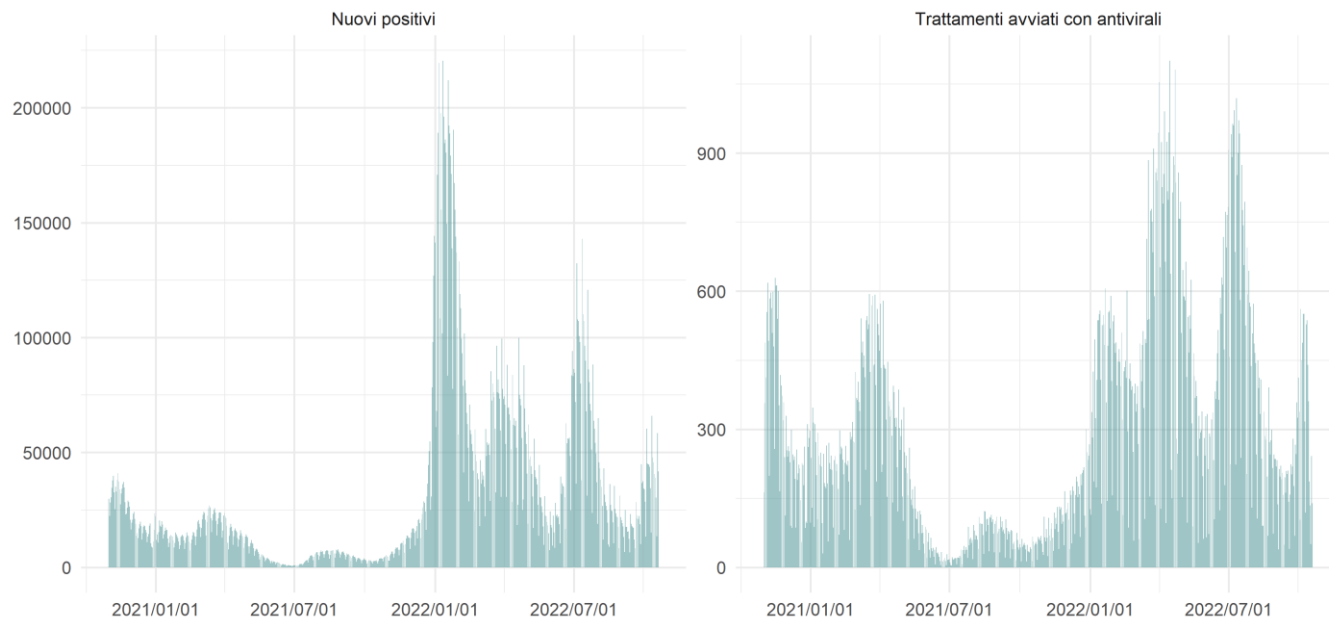 Nuovi positivi
200000
150000
100000
50000
0
2021/01/01 2021/07/01 2022/01/01 2022/07/01
Trattamenti avviati con antivirali
900
600
300
0
2021/01/01 2021/07/01 2022/01/01 2022/07/01